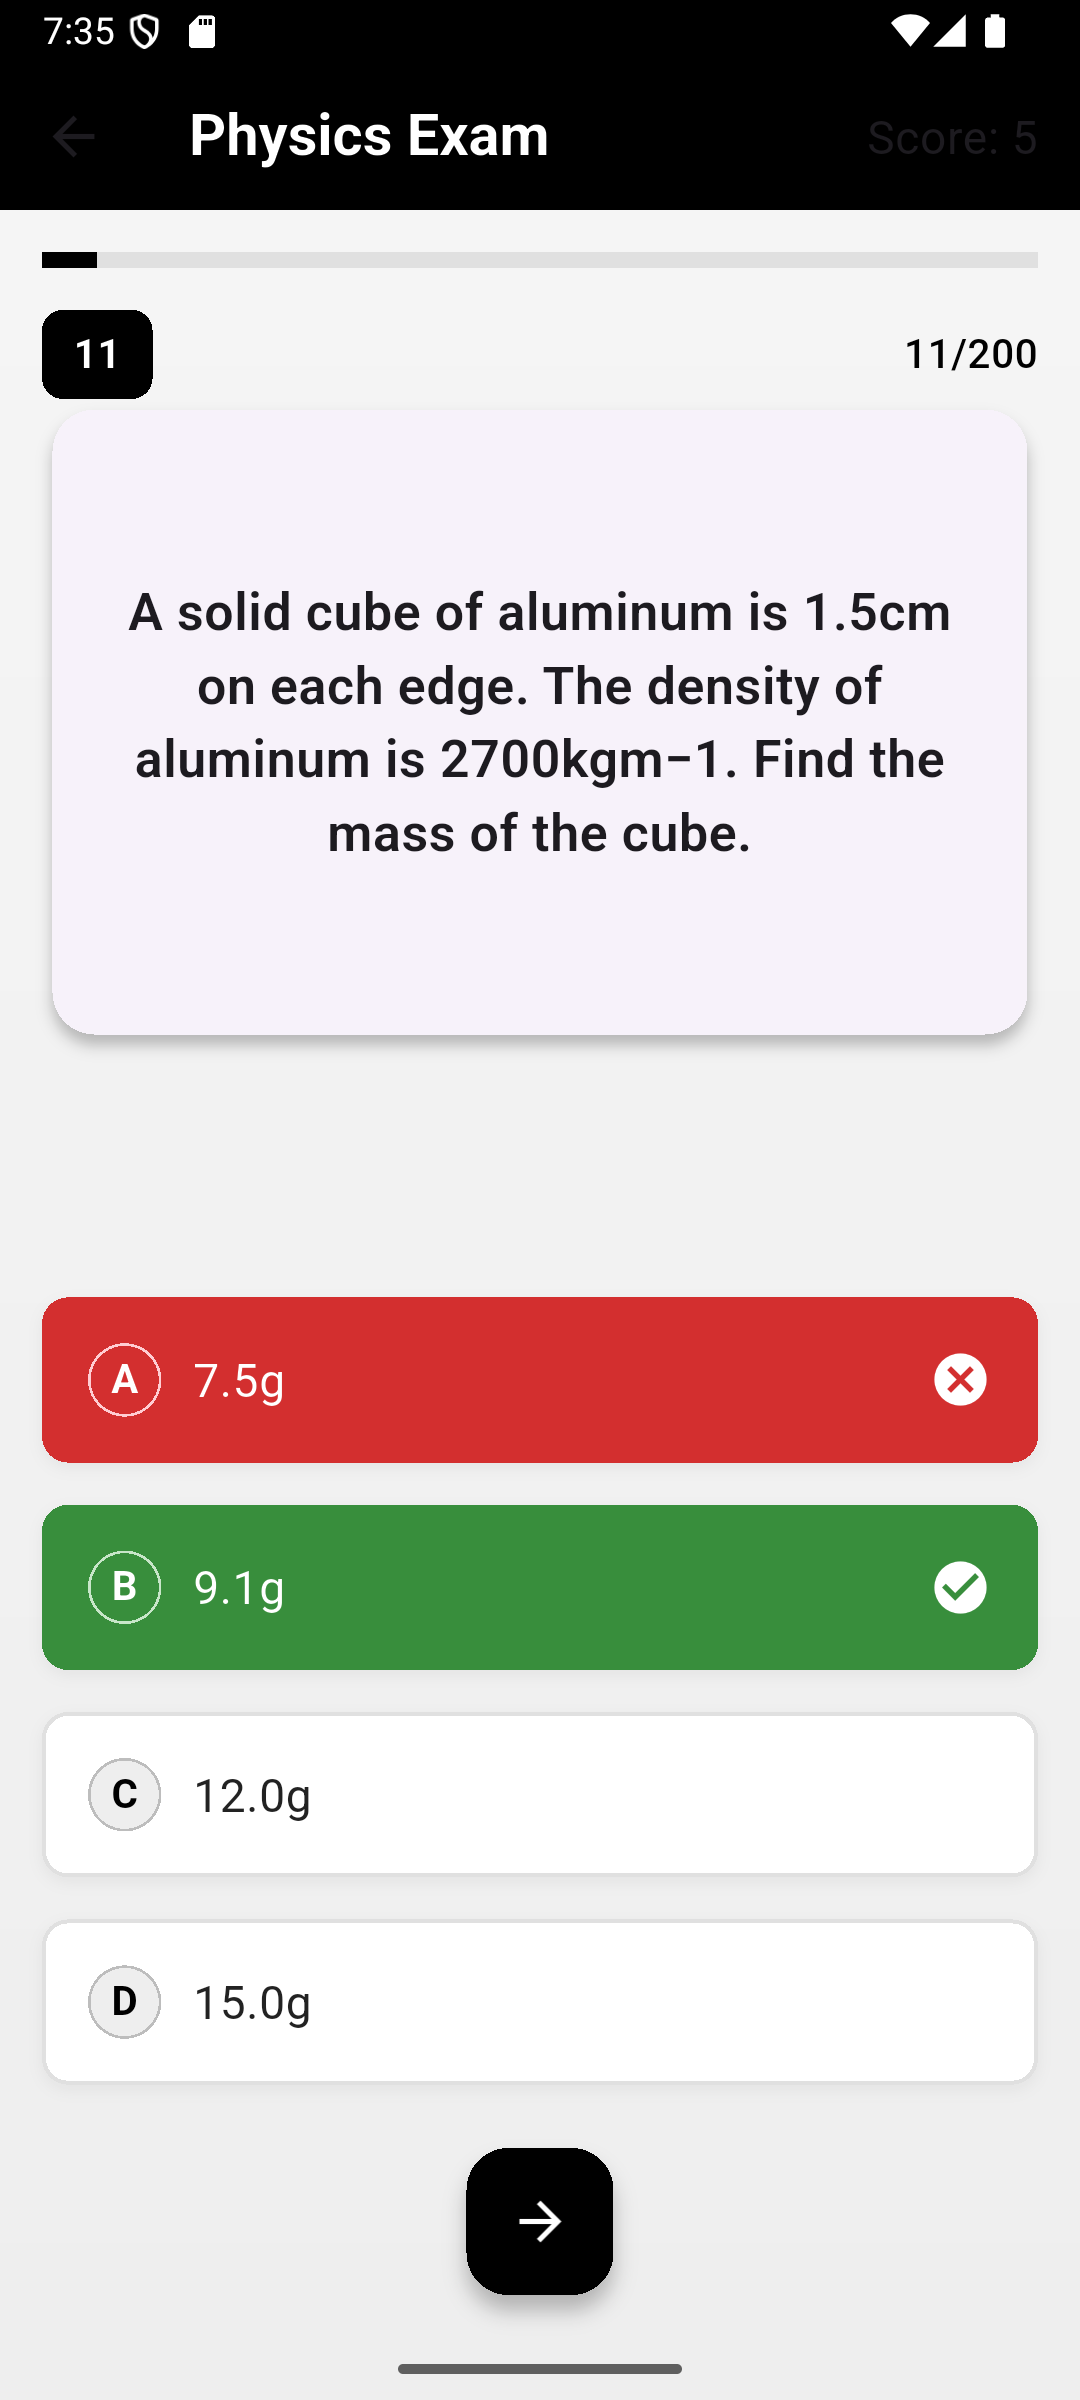 7:35
Physics Exam
Score: 5
11
11/200
A solid cube of aluminum is 1.5cm
on each edge. The density of
aluminum is 2700kgm−1. Find the
mass of the cube.
A 7.5g
B 9.1g
C 12.0g
D 15.0g